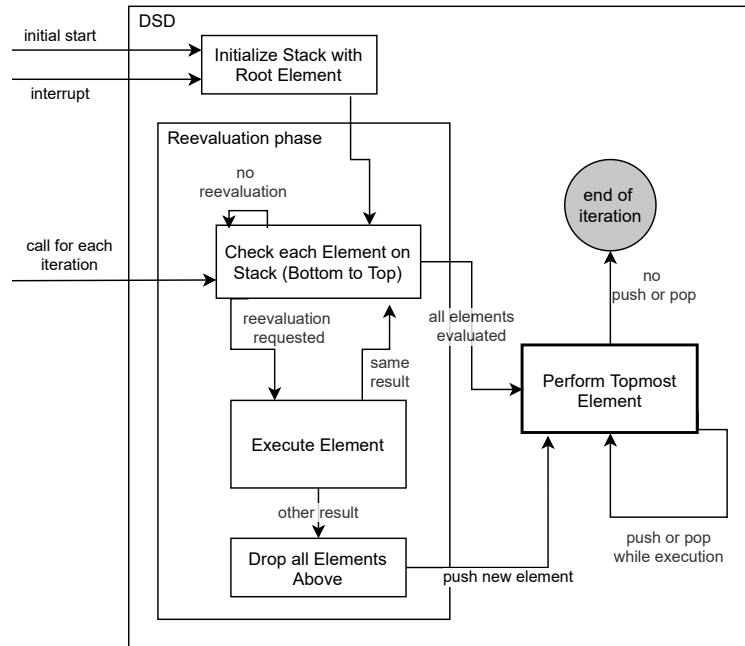 DSD
initial start
Initialize Stack with
Root Element
interrupt
Reevaluation phase
no
reevaluation
end of
iteration
call for each
iteration
Check each Element on
Stack (Bottom to Top)
no
push or pop
reevaluation
requested
all elements
evaluated
same
result
Perform Topmost
Element
Execute Element
other result
push or pop
while execution
Drop all Elements
Above
push new element